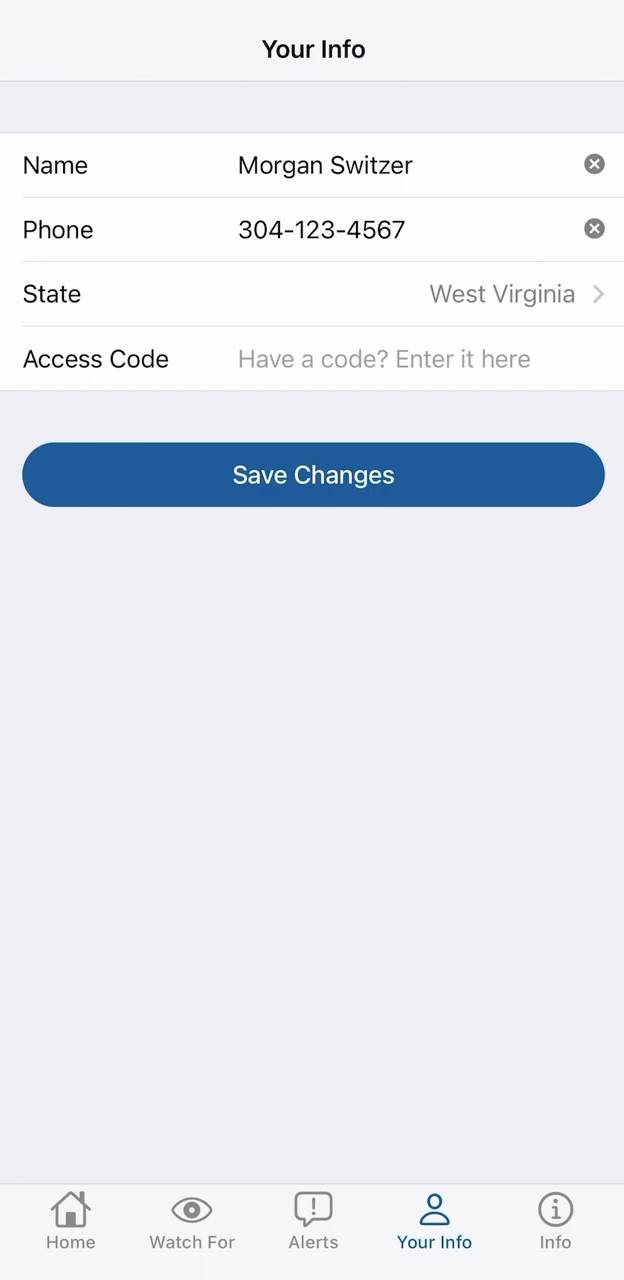 Your Info
Name Morgan Switzer
Phone 304-123-4567
State West Virginia
Access Code Have a code? Enter it here
Save Changes
Home Watch For Alerts Your Info Info